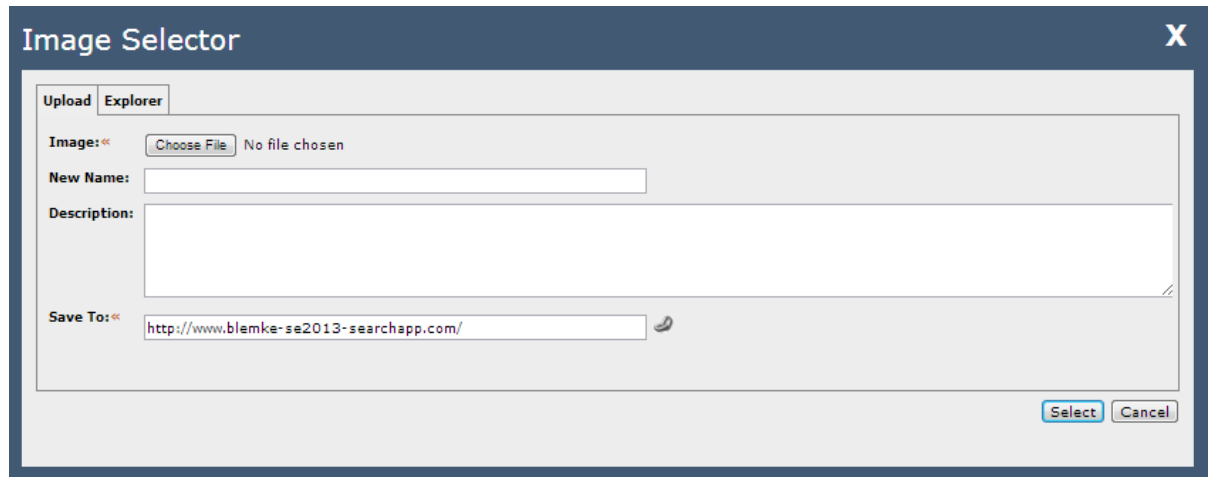 Image Selector X
Upload Explorer
Image:« Choose File No file chosen
New Name:
Description:
Save To:« http://www.blemke-se2013-searchapp.com/
Select Cancel